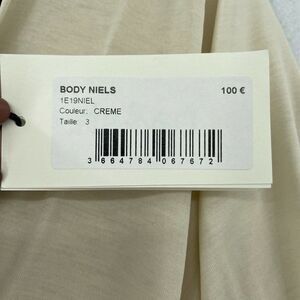 BODY NIELS 100 €
1E19NIEL
Couleur: CREME
Taille: 3
3 664784 067672